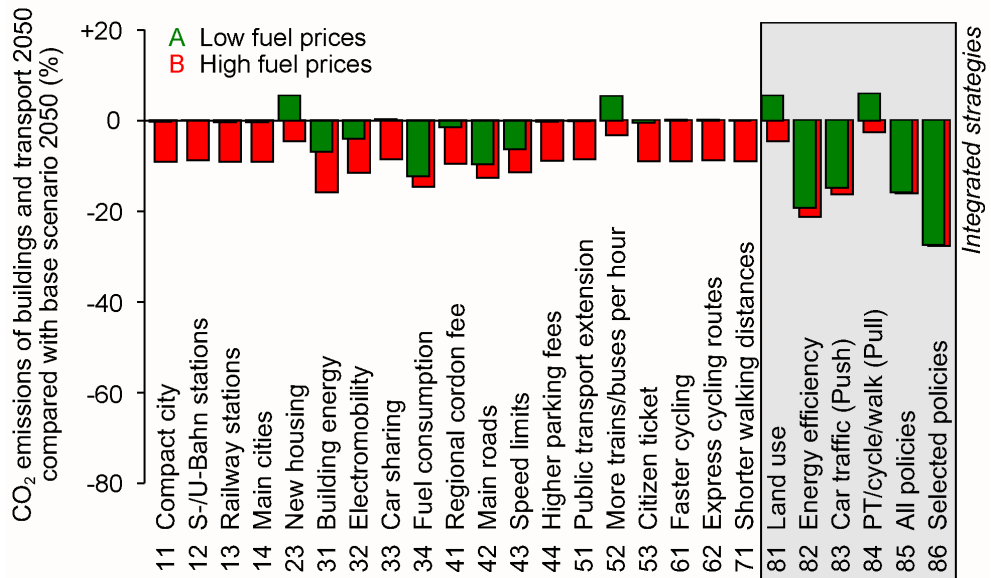 CO₂ emissions of buildings and transport 2050
compared with base scenario 2050 (%)
+20
0
-20
-40
-60
-80
A Low fuel prices
B High fuel prices
11 Compact city
12 S-/U-Bahn stations
13 Railway stations
14 Main cities
23 New housing
31 Building energy
32 Electromobility
33 Car sharing
34 Fuel consumption
41 Regional cordon fee
42 Main roads
43 Speed limits
44 Higher parking fees
51 Public transport extension
52 More trains/buses per hour
53 Citizen ticket
61 Faster cycling
62 Express cycling routes
71 Shorter walking distances
81 Land use
82 Energy efficiency
83 Car traffic (Push)
84 PT/cycle/walk (Pull)
85 All policies
86 Selected policies
Integrated strategies